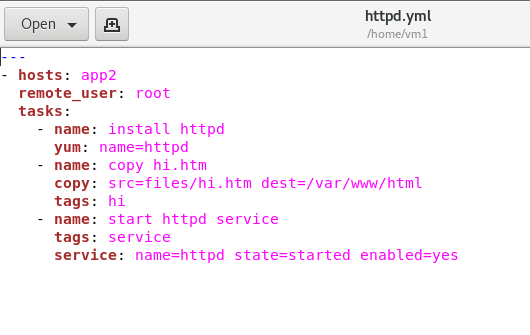 Open
httpd.yml
/home/vm1
---
- hosts: app2
  remote_user: root
  tasks:
    - name: install httpd
      yum: name=httpd
    - name: copy hi.htm
      copy: src=files/hi.htm dest=/var/www/html
      tags: hi
    - name: start httpd service
      tags: service
      service: name=httpd state=started enabled=yes